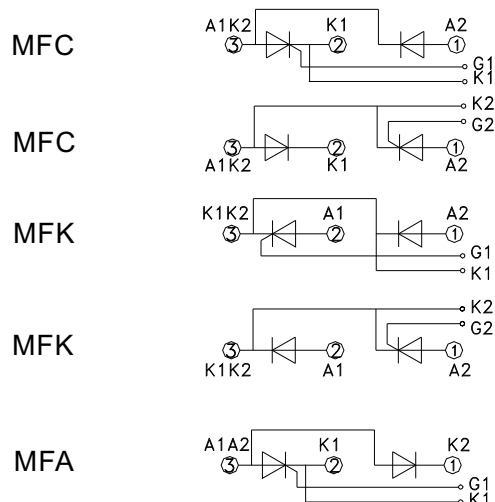 MFC
A1K2 K1 A2
3 2 1
G1
K1
MFC
K2
G2
3 2 1
A1K2 K1 A2
MFK
K1K2 A1 A2
3 2 1
G1
K1
MFK
K2
G2
3 2 1
K1K2 A1 A2
MFA
A1A2 K1 K2
3 2 1
G1
K1